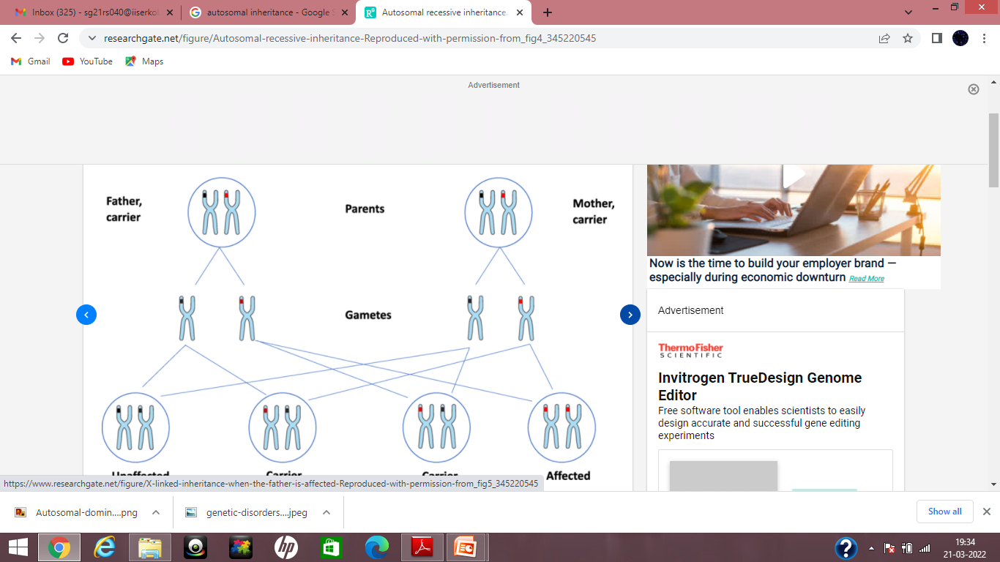 Inbox (325) - sg21rs040@iiserkol
autosomal inheritance - Google S
Autosomal recessive inheritance.
researchgate.net/figure/Autosomal-recessive-inheritance-Reproduced-with-permission-from_fig4_345220545
Gmail
YouTube
Maps
Advertisement
Father,
carrier
Parents
Mother,
carrier
Gametes
Unaffected
Carrier
Carrier
Affected
Now is the time to build your employer brand —
especially during economic downturn Read More
Advertisement
ThermoFisher
SCIENTIFIC
Invitrogen TrueDesign Genome
Editor
Free software tool enables scientists to easily
design accurate and successful gene editing
experiments
https://www.researchgate.net/figure/X-linked-inheritance-when-the-father-is-affected-Reproduced-with-permission-from_fig5_345220545
Autosomal-domin....png
genetic-disorders....jpeg
Show all
hp
19:34
21-03-2022